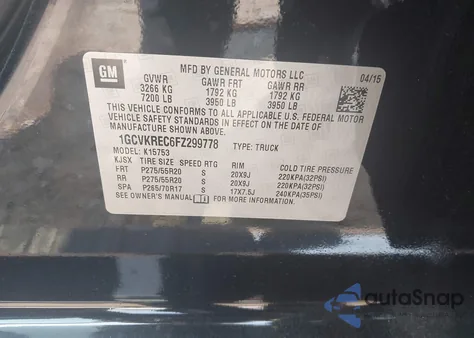 GM
MFD BY GENERAL MOTORS LLC
04/15
GVWR GAWR FRT GAWR RR
3266 KG 1792 KG 1792 KG
7200 LB 3950 LB 3950 LB
THIS VEHICLE CONFORMS TO ALL APPLICABLE U.S. FEDERAL MOTOR
VEHICLE SAFETY STANDARDS IN EFFECT ON THE DATE OF
MANUFACTURE SHOWN ABOVE.
1GCVKREC6FZ299778 TYPE: TRUCK
MODEL: K15753
KJSX TIRE SIZE SPEED RTG RIM COLD TIRE PRESSURE
FRT P275/55R20 S 20X9J 220KPA(32PSI)
RR P275/55R20 S 20X9J 220KPA(32PSI)
SPA P265/70R17 S 17X7.5J 240KPA(35PSI)
SEE OWNER'S MANUAL FOR ADDITIONAL INFORMATION.
autoSnap